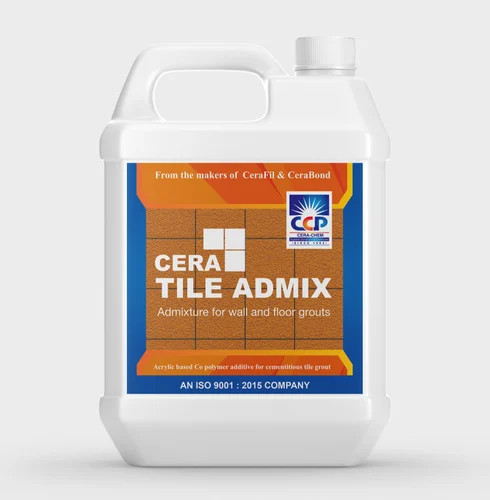 From the makers of CeraFil & CeraBond
CCP
CERA-CHEM
CERA
TILE ADMIX
Admixture for wall and floor grouts
Acrylic based Co polymer additive for cementitious tile grout
AN ISO 9001 : 2015 COMPANY